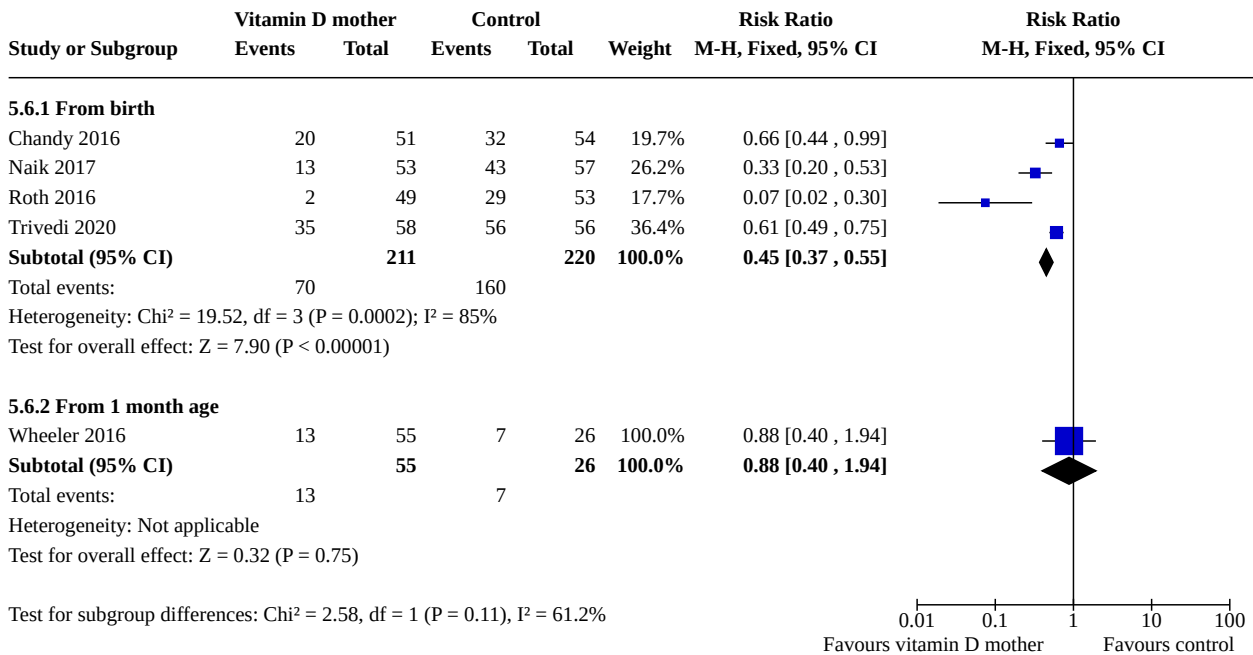 Vitamin D mother Control Risk Ratio Risk Ratio
Study or Subgroup Events Total Events Total Weight M-H, Fixed, 95% CI M-H, Fixed, 95% CI
5.6.1 From birth
Chandy 2016 20 51 32 54 19.7% 0.66 [0.44 , 0.99]
Naik 2017 13 53 43 57 26.2% 0.33 [0.20 , 0.53]
Roth 2016 2 49 29 53 17.7% 0.07 [0.02 , 0.30]
Trivedi 2020 35 58 56 56 36.4% 0.61 [0.49 , 0.75]
Subtotal (95% CI) 211 220 100.0% 0.45 [0.37 , 0.55]
Total events: 70 160
Heterogeneity: Chi² = 19.52, df = 3 (P = 0.0002); I² = 85%
Test for overall effect: Z = 7.90 (P < 0.00001)
5.6.2 From 1 month age
Wheeler 2016 13 55 7 26 100.0% 0.88 [0.40 , 1.94]
Subtotal (95% CI) 55 26 100.0% 0.88 [0.40 , 1.94]
Total events: 13 7
Heterogeneity: Not applicable
Test for overall effect: Z = 0.32 (P = 0.75)
Test for subgroup differences: Chi² = 2.58, df = 1 (P = 0.11), I² = 61.2%
0.01 0.1 1 10 100
Favours vitamin D mother Favours control